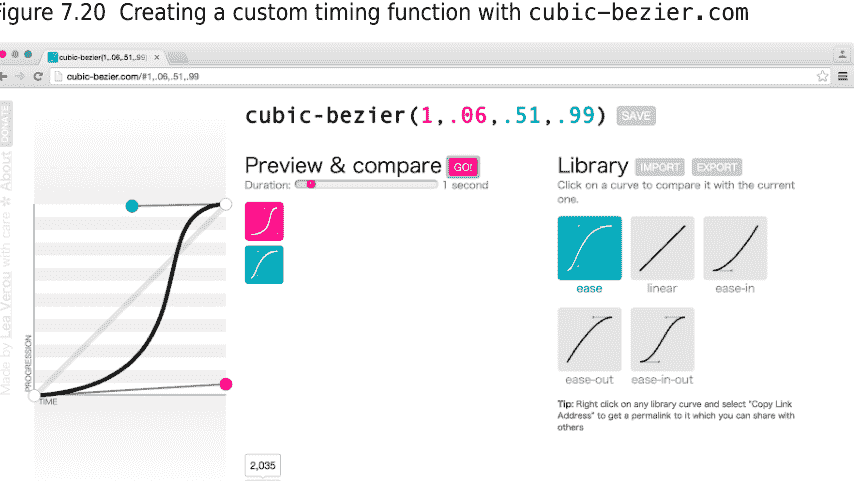 Figure 7.20 Creating a custom timing function with cubic-bezier.com
cubic-bezier(1,.06,.51,.99)
cubic-bezier.com/#1,.06,.51,.99
cubic-bezier(1,.06,.51,.99) SAVE
Preview & compare GO!
Duration: 1 second
Library IMPORT EXPORT
Click on a curve to compare it with the current
one.
ease linear ease-in
ease-out ease-in-out
Tip: Right click on any library curve and select "Copy Link
Address" to get a permalink to it which you can share with
others
PROGRESSION
TIME
2,035
Made by Lea Verou with care ☆ About DONATE